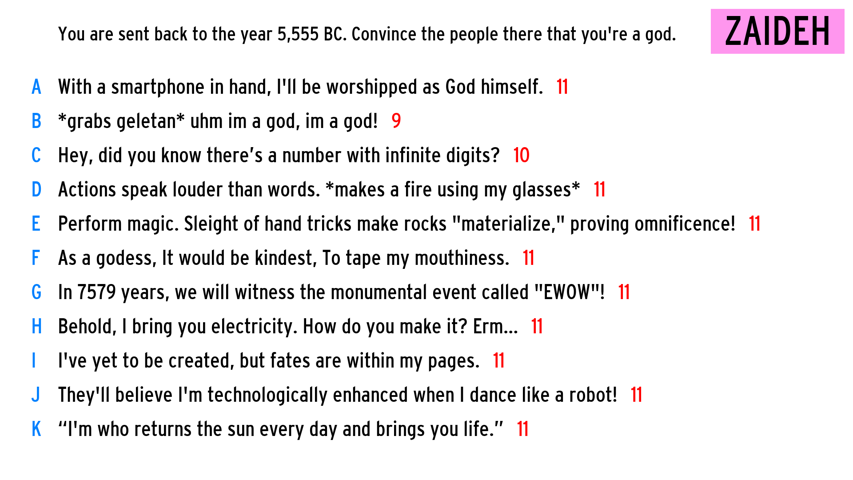 You are sent back to the year 5,555 BC. Convince the people there that you're a god.
ZAIDEH
A With a smartphone in hand, I'll be worshipped as God himself. 11
B *grabs geletan* uhm im a god, im a god! 9
C Hey, did you know there’s a number with infinite digits? 10
D Actions speak louder than words. *makes a fire using my glasses* 11
E Perform magic. Sleight of hand tricks make rocks "materialize," proving omnificence! 11
F As a godess, It would be kindest, To tape my mouthiness. 11
G In 7579 years, we will witness the monumental event called "EWOW"! 11
H Behold, I bring you electricity. How do you make it? Erm... 11
I I've yet to be created, but fates are within my pages. 11
J They'll believe I'm technologically enhanced when I dance like a robot! 11
K “I'm who returns the sun every day and brings you life.” 11